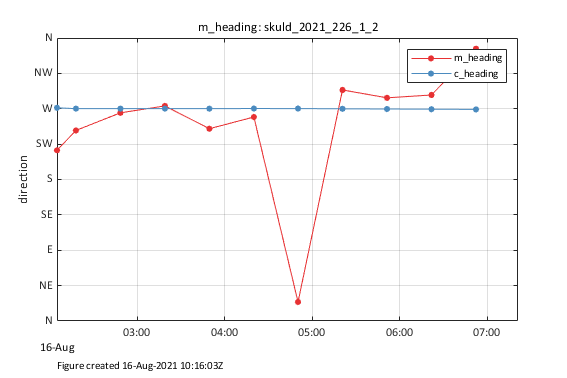 m_heading: skuld_2021_226_1_2
N
NW
W
SW
S
SE
E
NE
N
direction
m_heading
c_heading
03:00 04:00 05:00 06:00 07:00
16-Aug
Figure created 16-Aug-2021 10:16:03Z